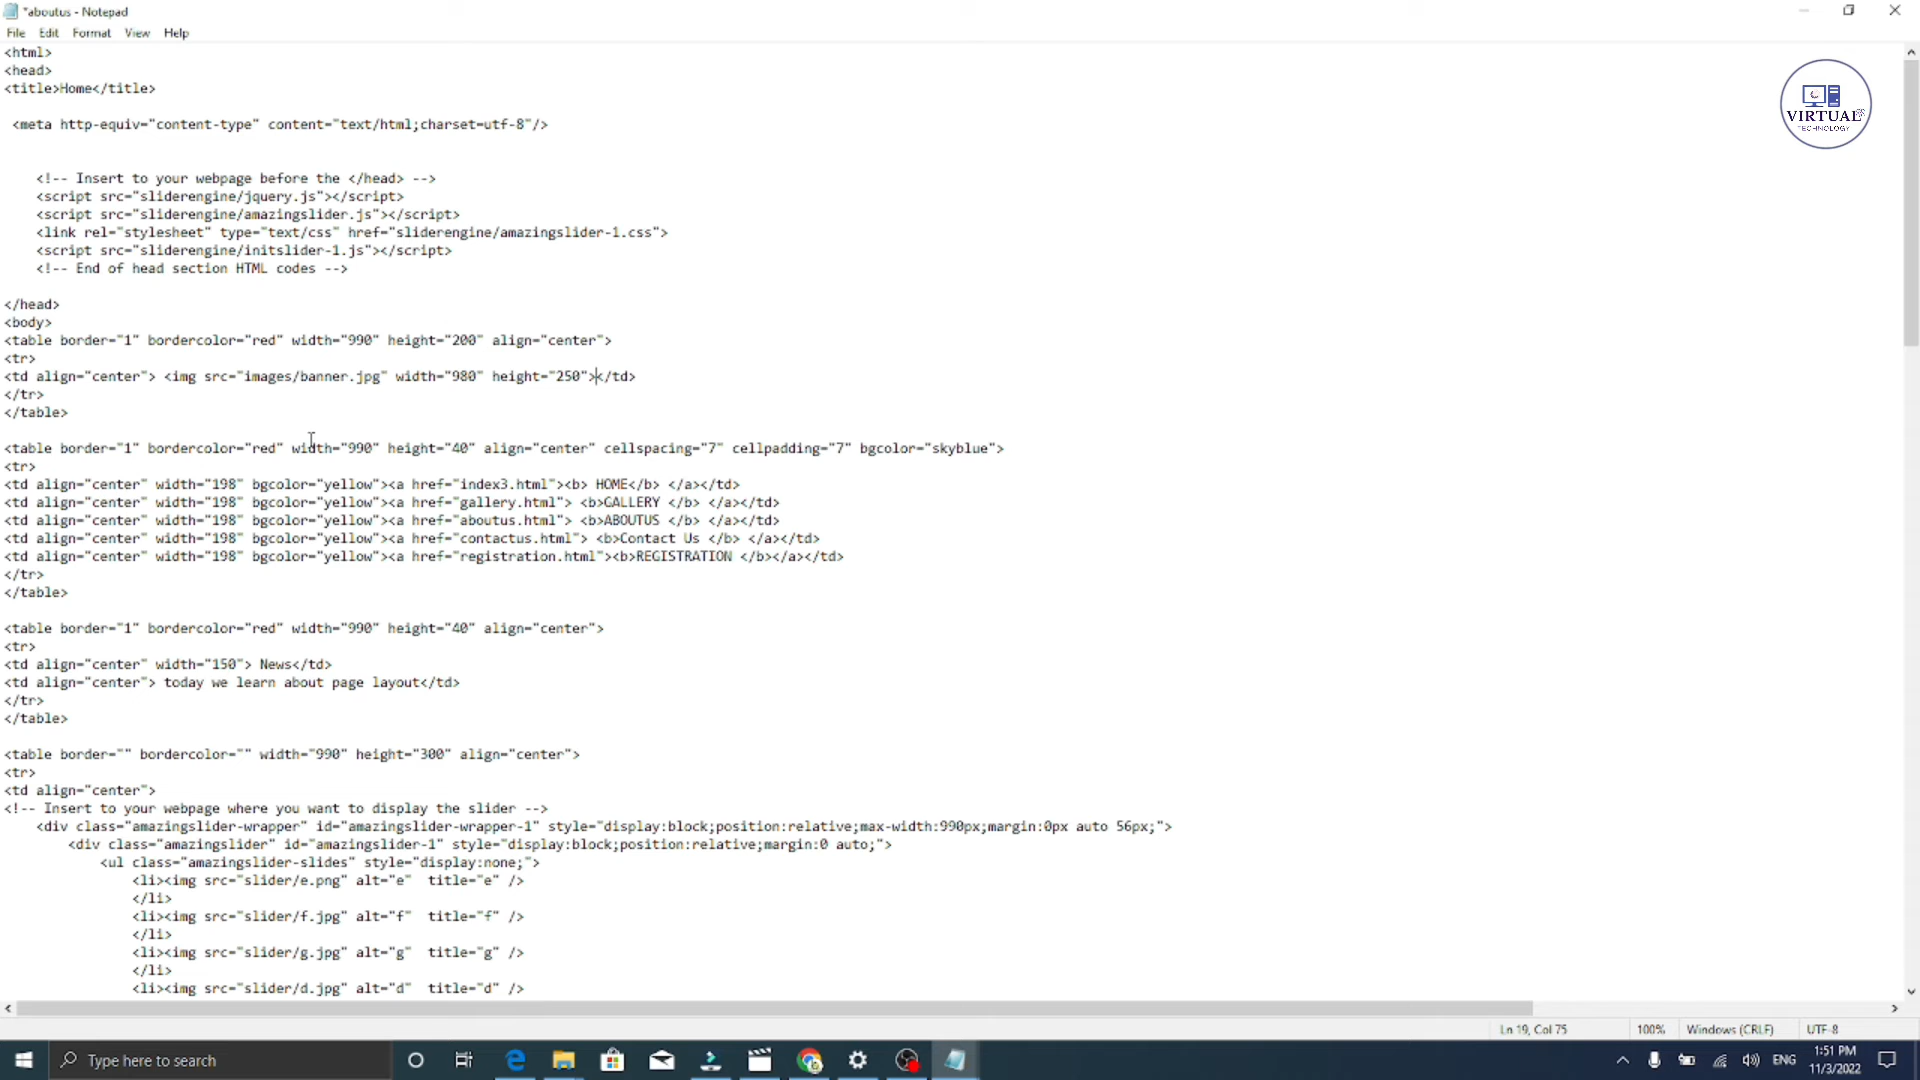 *aboutus - Notepad
File Edit Format View Help
<html>
<head>
<title>Home</title>
<meta http-equiv="content-type" content="text/html;charset=utf-8"/>
<!-- Insert to your webpage before the </head> -->
<script src="sliderengine/jquery.js"></script>
<script src="sliderengine/amazingslider.js"></script>
<link rel="stylesheet" type="text/css" href="sliderengine/amazingslider-1.css">
<script src="sliderengine/initslider-1.js"></script>
<!-- End of head section HTML codes -->
</head>
<body>
<table border="1" bordercolor="red" width="990" height="200" align="center">
<tr>
<td align="center"> <img src="images/banner.jpg" width="980" height="250"></td>
</tr>
</table>
<table border="1" bordercolor="red" width="990" height="40" align="center" cellspacing="7" cellpadding="7" bgcolor="skyblue">
<tr>
<td align="center" width="198" bgcolor="yellow"><a href="index3.html"><b> HOME</b> </a></td>
<td align="center" width="198" bgcolor="yellow"><a href="gallery.html"> <b>GALLERY </b> </a></td>
<td align="center" width="198" bgcolor="yellow"><a href="aboutus.html"> <b>ABOUTUS </b> </a></td>
<td align="center" width="198" bgcolor="yellow"><a href="contactus.html"> <b>Contact Us </b> </a></td>
<td align="center" width="198" bgcolor="yellow"><a href="registration.html"><b>REGISTRATION </b></a></td>
</tr>
</table>
<table border="1" bordercolor="red" width="990" height="40" align="center">
<tr>
<td align="center" width="150"> News</td>
<td align="center"> today we learn about page layout</td>
</tr>
</table>
<table border="" bordercolor="" width="990" height="300" align="center">
<tr>
<td align="center">
<!-- Insert to your webpage where you want to display the slider -->
<div class="amazingslider-wrapper" id="amazingslider-wrapper-1" style="display:block;position:relative;max-width:990px;margin:0px auto 56px;">
<div class="amazingslider" id="amazingslider-1" style="display:block;position:relative;margin:0 auto;">
<ul class="amazingslider-slides" style="display:none;">
<li><img src="slider/e.png" alt="e"  title="e" />
</li>
<li><img src="slider/f.jpg" alt="f"  title="f" />
</li>
<li><img src="slider/g.jpg" alt="g"  title="g" />
</li>
<li><img src="slider/d.jpg" alt="d"  title="d" />
VIRTUAL
TECHNOLOGY
Ln 19, Col 75 100% Windows (CRLF) UTF-8
Type here to search
ENG
1:51 PM
11/3/2022